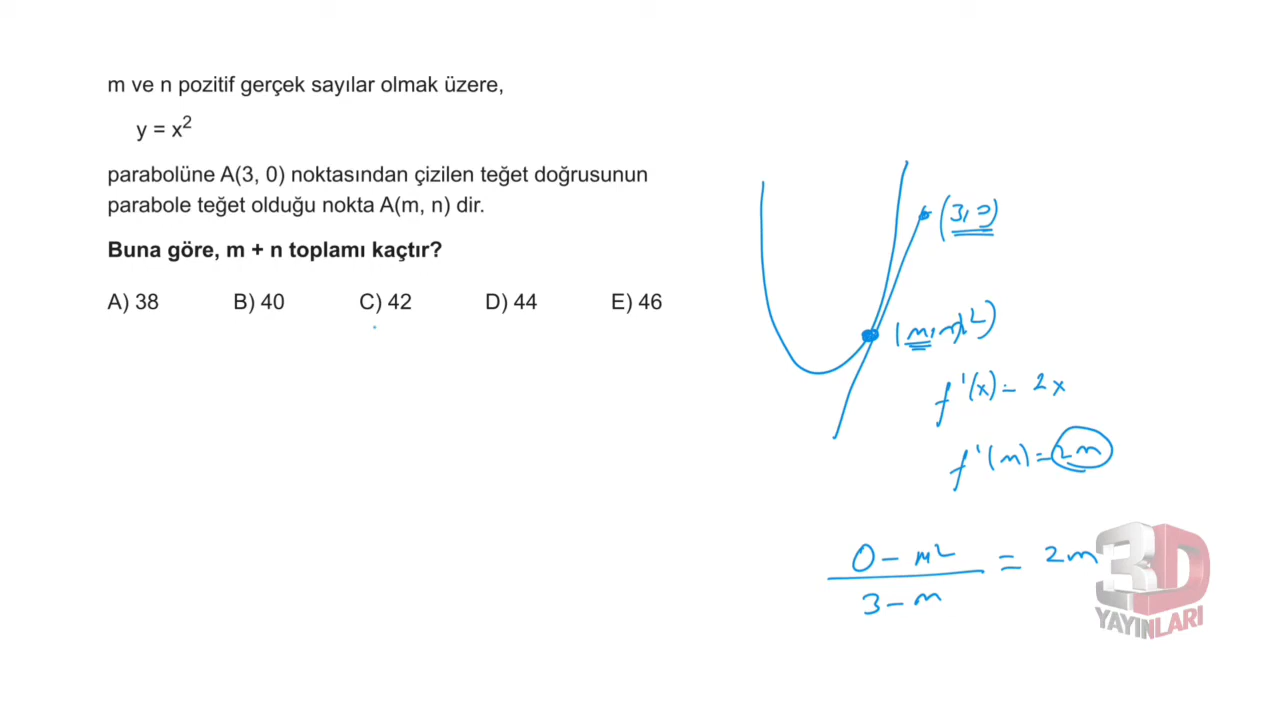 m ve n pozitif gerçek sayılar olmak üzere,
y = x²
parabolüne A(3, 0) noktasından çizilen teğet doğrusunun
parabole teğet olduğu nokta A(m, n) dir.
Buna göre, m + n toplamı kaçtır?
A) 38 B) 40 C) 42 D) 44 E) 46
(3, 0)
(m, m²)
f'(x) = 2x
f'(m) = 2m
0 - m² / 3 - m = 2m
3D
YAYINLARI